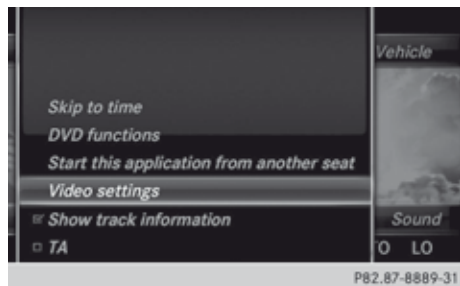 Vehicle
Skip to time
DVD functions
Start this application from another seat
Video settings
Show track information
Sound
TA
O LO
P82.87-8889-31